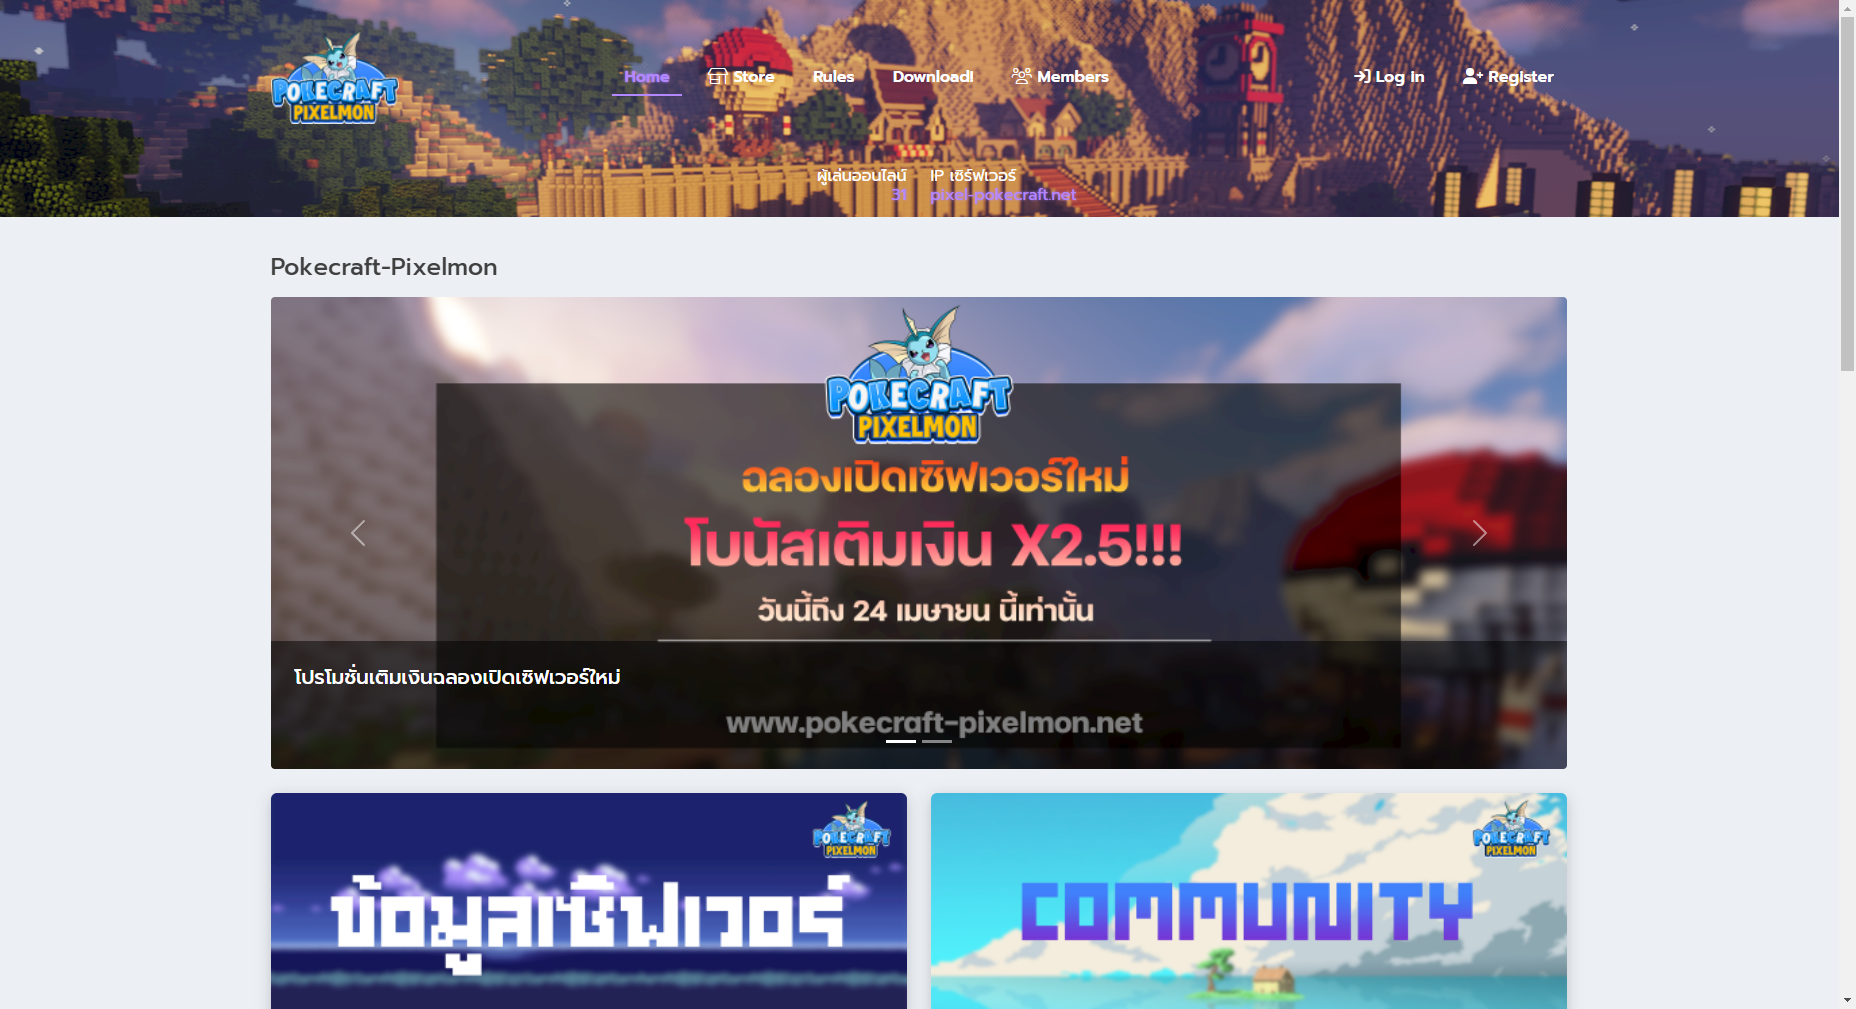 POKECRAFT
PIXELMON
Home
Store
Rules
Download!
Members
Log In
Register
ผู้เล่นออนไลน์
31
IP เซิร์ฟเวอร์
pixel-pokecraft.net
Pokecraft-Pixelmon
POKECRAFT
PIXELMON
ฉลองเปิดเซิฟเวอร์ใหม่
โบนัสเติมเงิน X2.5!!!
วันนี้ถึง 24 เมษายน นี้เท่านั้น
โปรโมชั่นเติมเงินฉลองเปิดเซิฟเวอร์ใหม่
www.pokecraft-pixelmon.net
POKECRAFT
PIXELMON
ข้อมูลเซิฟเวอร์
POKECRAFT
PIXELMON
COMMUNITY